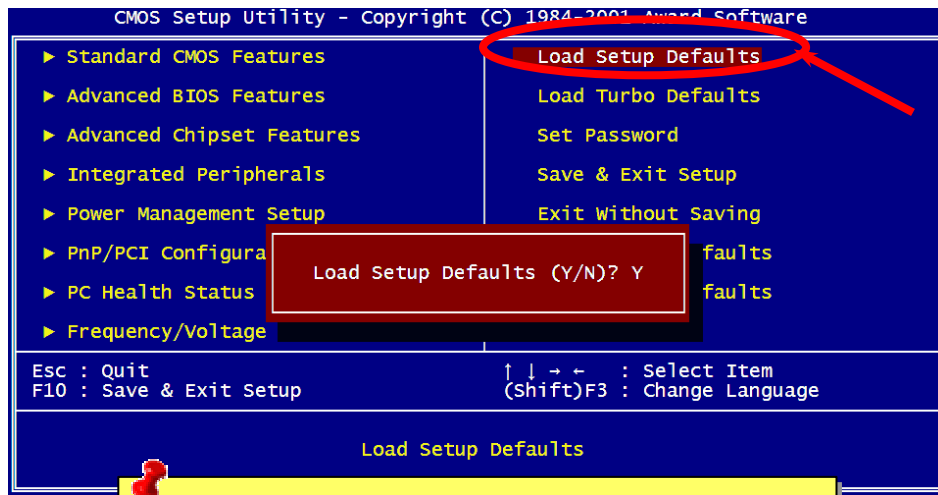 CMOS Setup Utility - Copyright (C) 1984-2001 Award Software
► Standard CMOS Features
► Advanced BIOS Features
► Advanced Chipset Features
► Integrated Peripherals
► Power Management Setup
► PnP/PCI Configura
► PC Health Status
► Frequency/Voltage
Load Setup Defaults
Load Turbo Defaults
Set Password
Save & Exit Setup
Exit Without Saving
faults
faults
Load Setup Defaults (Y/N)? Y
Esc : Quit
F10 : Save & Exit Setup
↑ ↓ → ← : Select Item
(Shift)F3 : Change Language
Load Setup Defaults